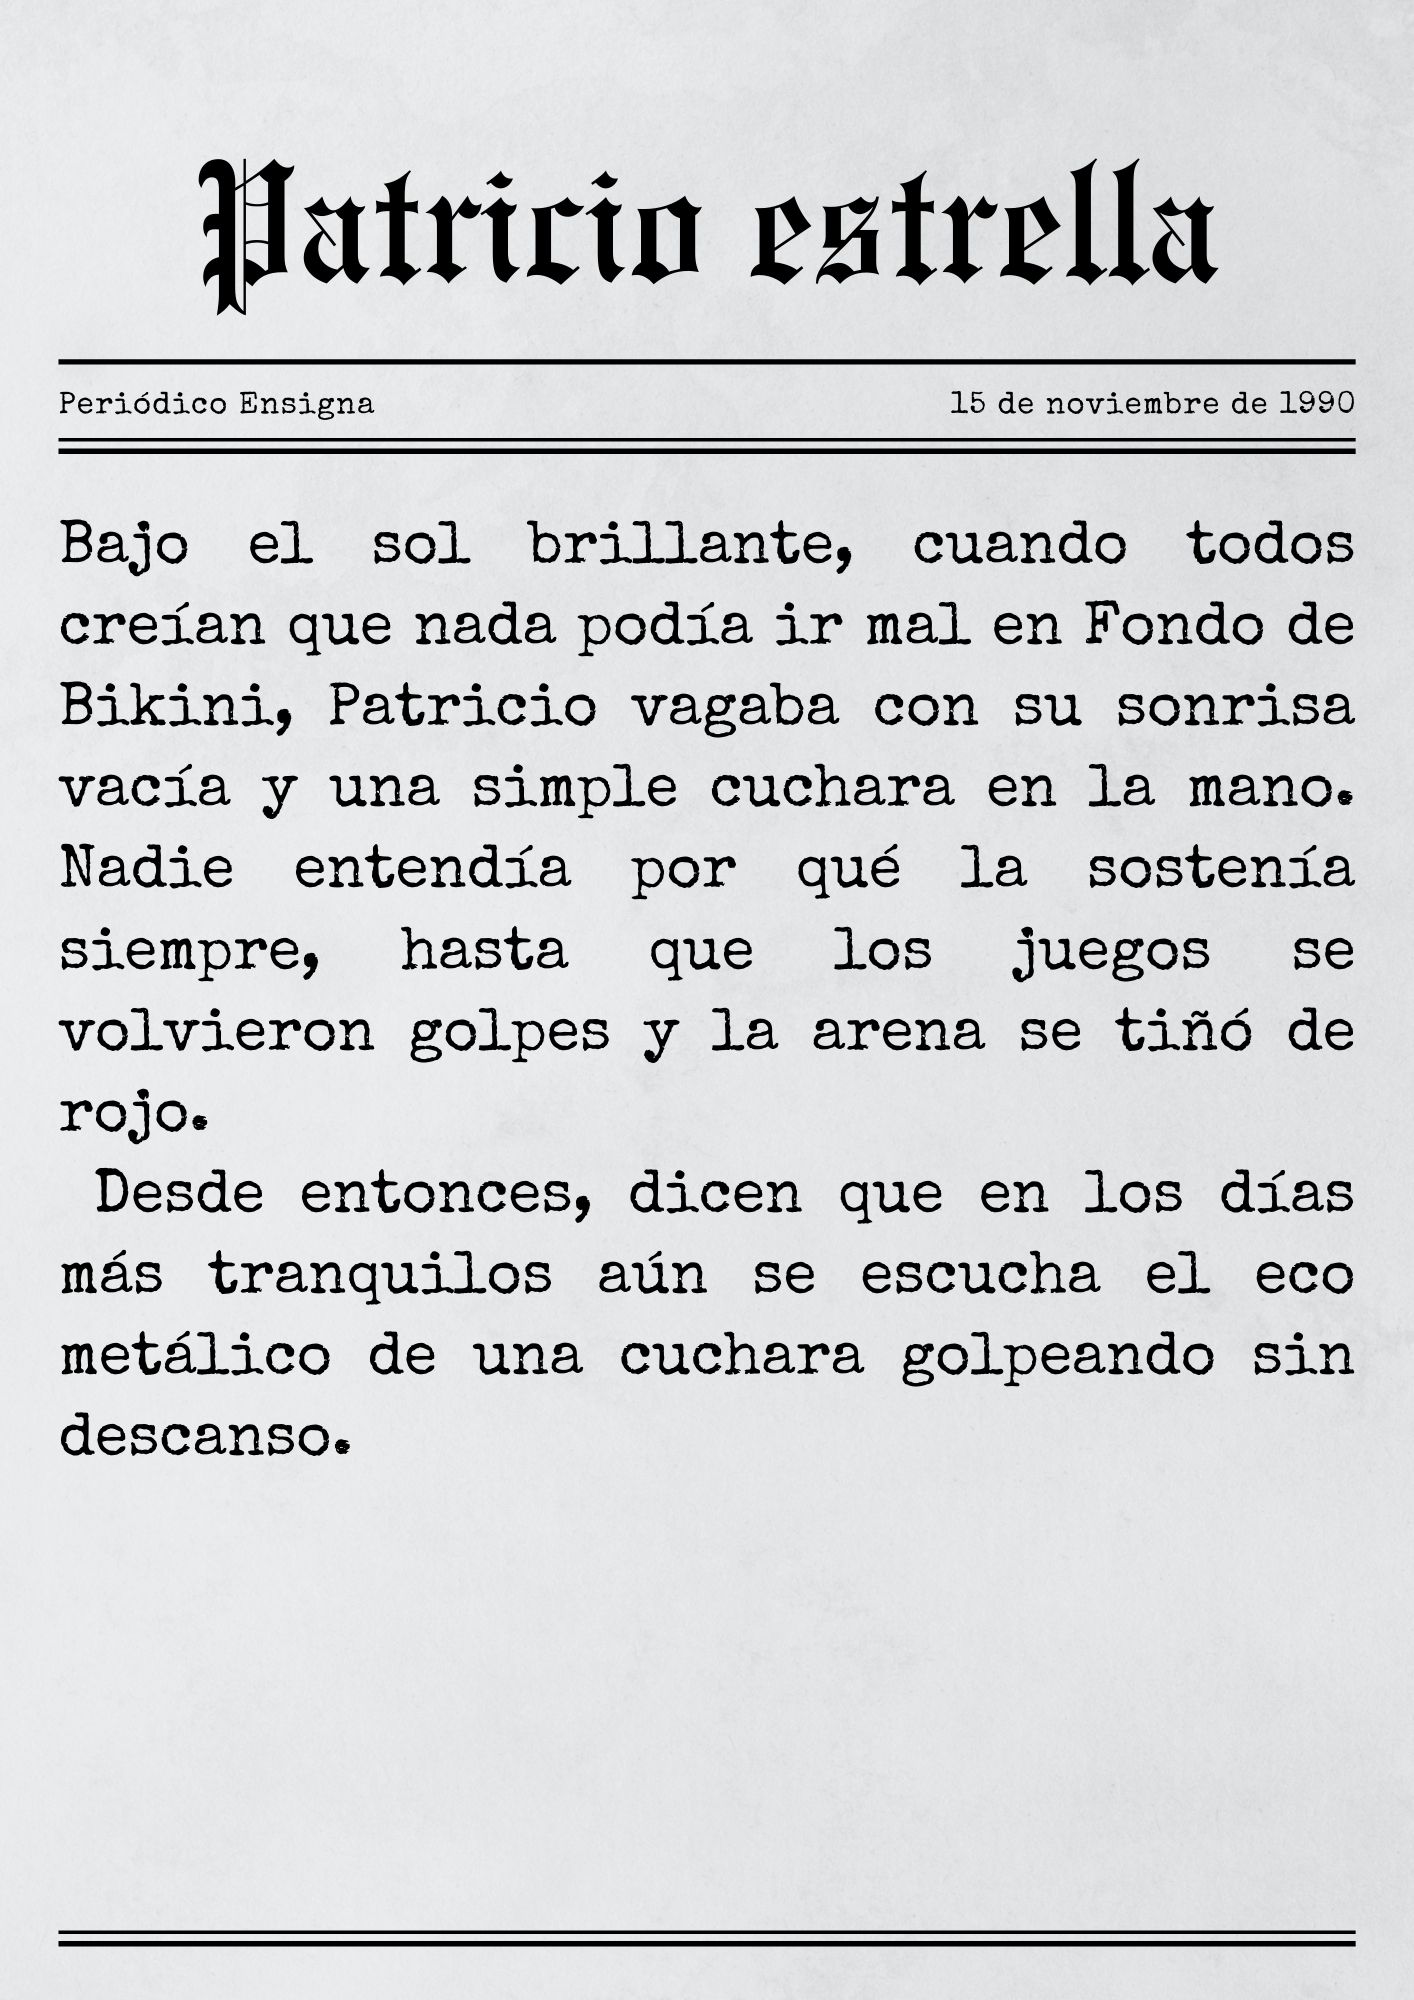 Patricio estrella
Periódico Ensigna
15 de noviembre de 1990
Bajo el sol brillante, cuando todos
creían que nada podía ir mal en Fondo de
Bikini, Patricio vagaba con su sonrisa
vacía y una simple cuchara en la mano.
Nadie entendía por qué la sostenía
siempre, hasta que los juegos se
volvieron golpes y la arena se tiñó de
rojo.
Desde entonces, dicen que en los días
más tranquilos aún se escucha el eco
metálico de una cuchara golpeando sin
descanso.